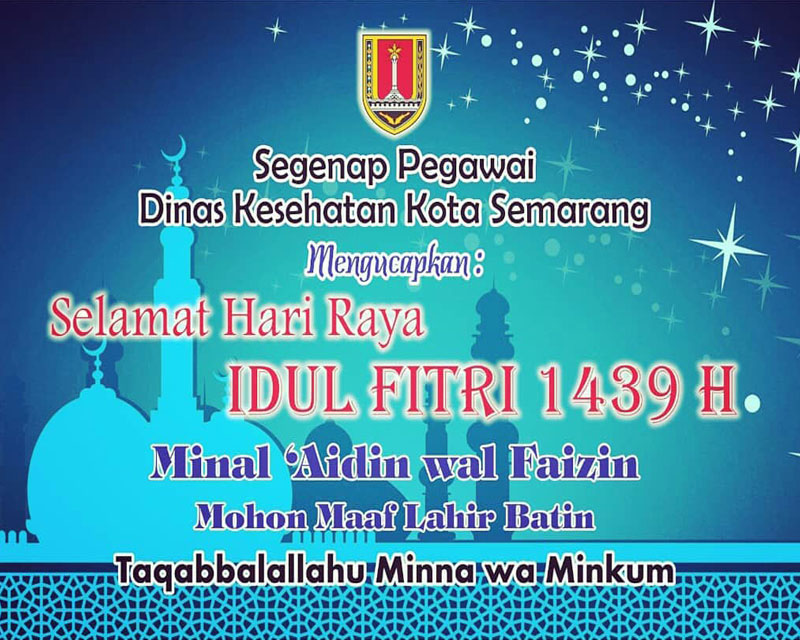 Segenap Pegawai
Dinas Kesehatan Kota Semarang
Mengucapkan :
Selamat Hari Raya
IDUL FITRI 1439 H
Minal 'Aidin wal Faizin
Mohon Maaf Lahir Batin
Taqabbalallahu Minna wa Minkum